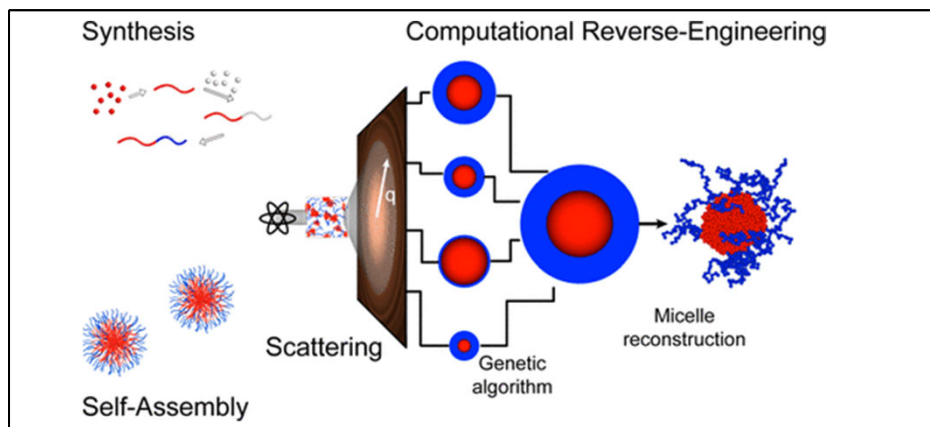 Synthesis
Computational Reverse-Engineering
q
Scattering
Genetic
algorithm
Micelle
reconstruction
Self-Assembly